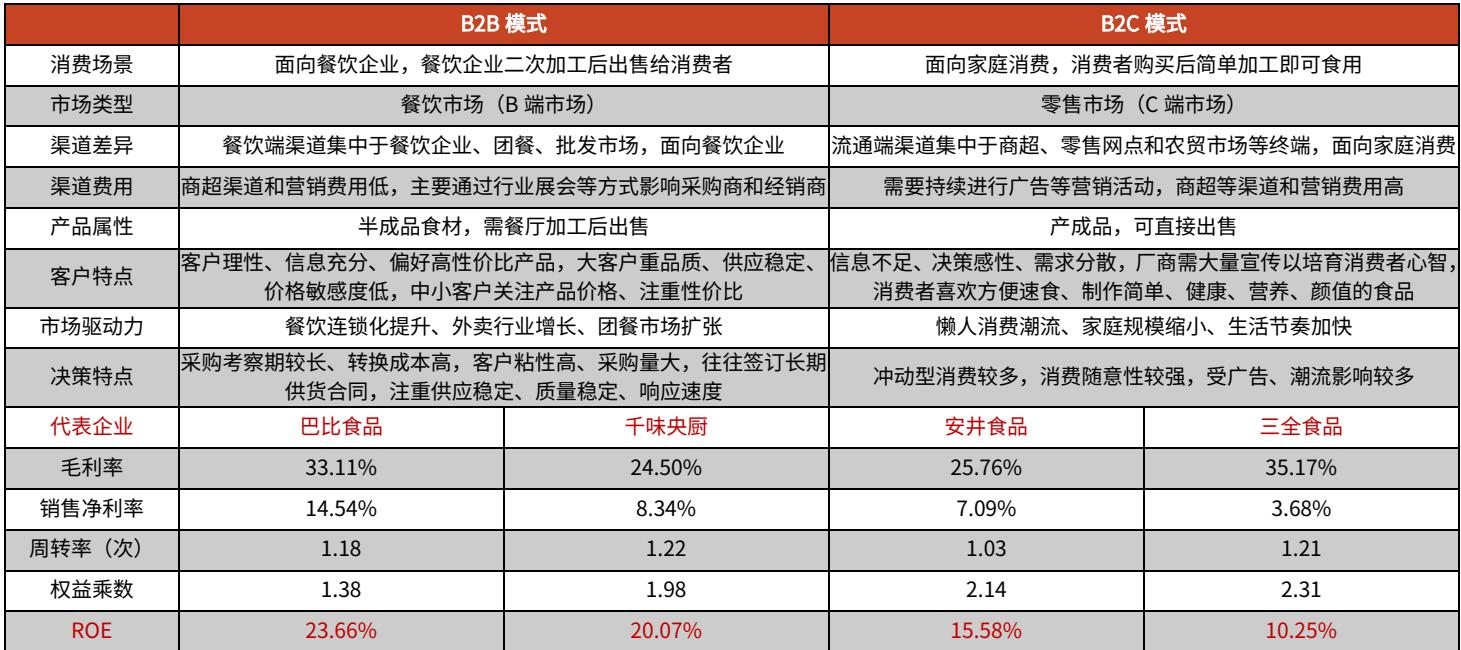 B2B 模式 B2C 模式
消费场景 面向餐饮企业，餐饮企业二次加工后出售给消费者 面向家庭消费，消费者购买后简单加工即可食用
市场类型 餐饮市场（B 端市场） 零售市场（C 端市场）
渠道差异 餐饮端渠道集中于餐饮企业、团餐、批发市场，面向餐饮企业 流通端渠道集中于商超、零售网点和农贸市场等终端，面向家庭消费
渠道费用 商超渠道和营销费用低，主要通过行业展会等方式影响采购商和经销商 需要持续进行广告等营销活动，商超等渠道和营销费用高
产品属性 半成品食材，需餐厅加工后出售 产成品，可直接出售
客户特点 客户理性、信息充分、偏好高性价比产品，大客户重品质、供应稳定、
价格敏感度低，中小客户关注产品价格、注重性价比
信息不足、决策感性、需求分散，厂商需大量宣传以培育消费者心智，
消费者喜欢方便速食、制作简单、健康、营养、颜值的食品
市场驱动力 餐饮连锁化提升、外卖行业增长、团餐市场扩张 懒人消费潮流、家庭规模缩小、生活节奏加快
决策特点 采购考察期较长、转换成本高，客户粘性高、采购量大，往往签订长期
供货合同，注重供应稳定、质量稳定、响应速度
冲动型消费较多，消费随意性较强，受广告、潮流影响较多
代表企业 巴比食品 千味央厨 安井食品 三全食品
毛利率 33.11% 24.50% 25.76% 35.17%
销售净利率 14.54% 8.34% 7.09% 3.68%
周转率（次） 1.18 1.22 1.03 1.21
权益乘数 1.38 1.98 2.14 2.31
ROE 23.66% 20.07% 15.58% 10.25%